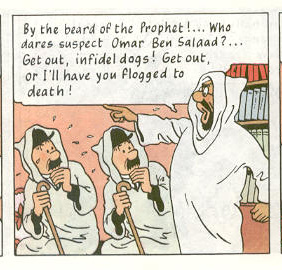 By the beard of the Prophet!... Who
dares suspect Omar Ben Salaad?...
Get out, infidel dogs! Get out,
or I'll have you flogged to
death!